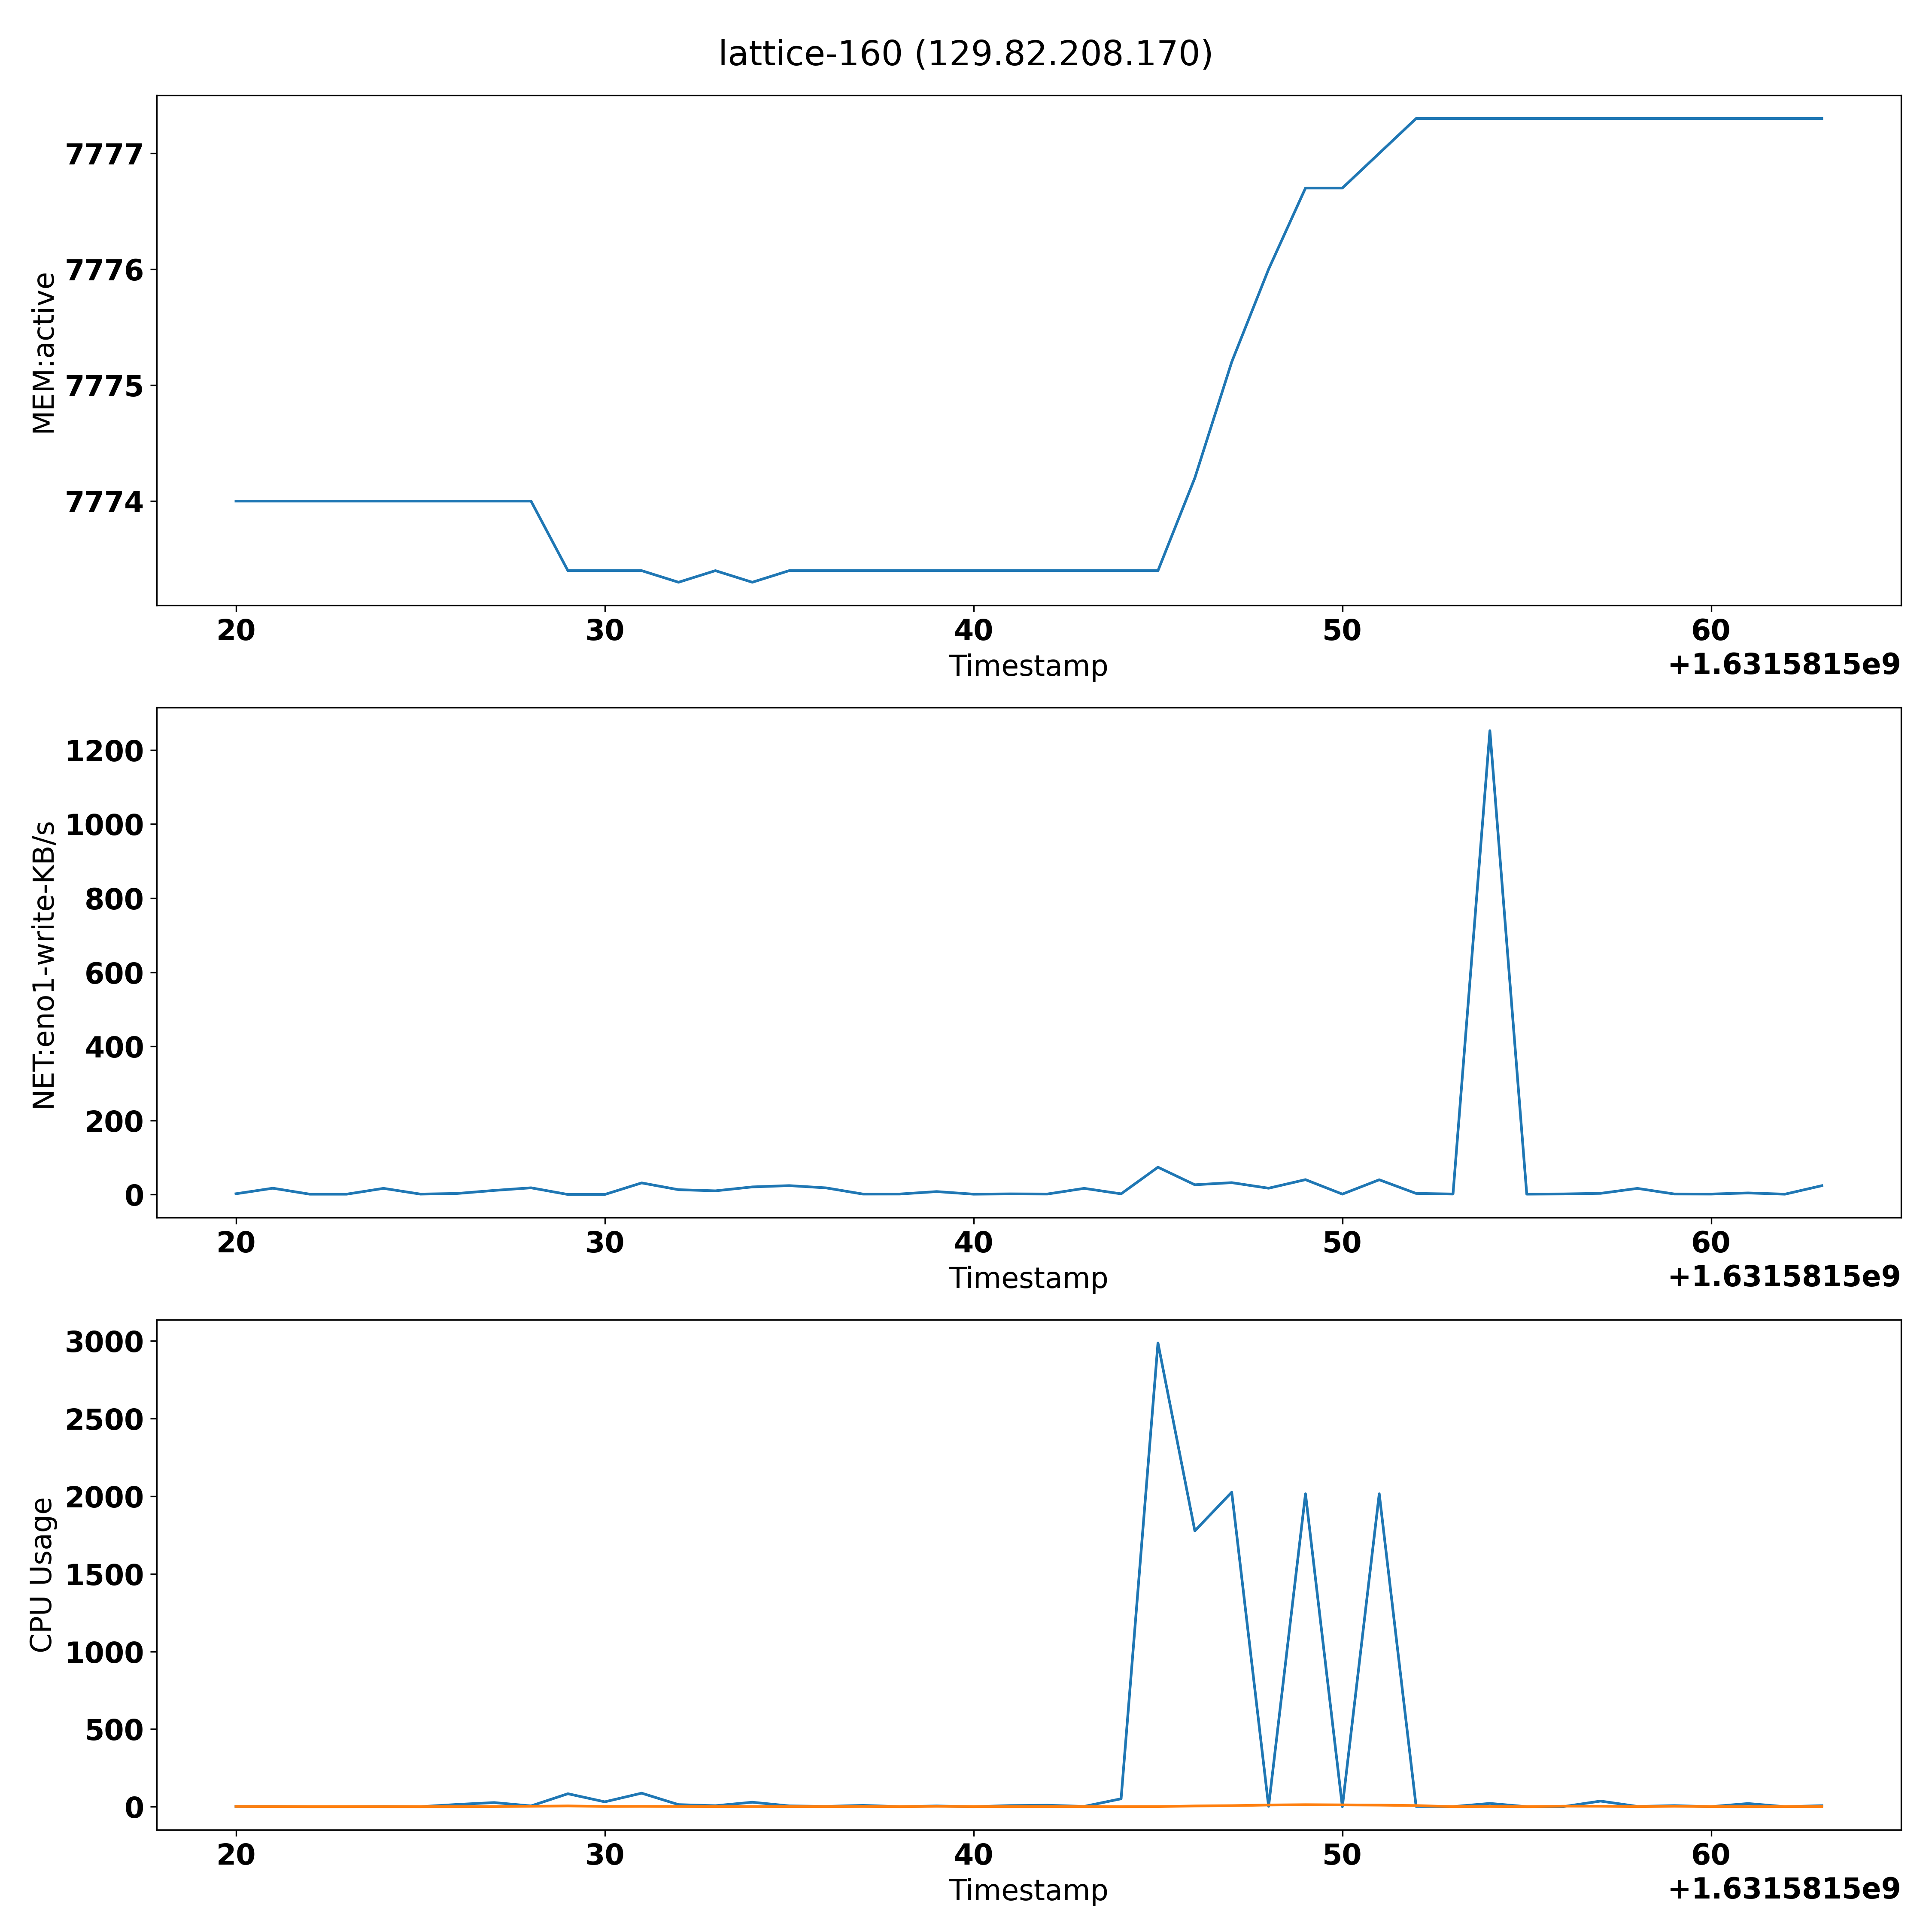 lattice-160 (129.82.208.170)
MEM:active
7777
7776
7775
7774
20 30 40 50 60
Timestamp
+1.6315815e9
NET:eno1-write-KB/s
1200
1000
800
600
400
200
0
20 30 40 50 60
Timestamp
+1.6315815e9
CPU Usage
3000
2500
2000
1500
1000
500
0
20 30 40 50 60
Timestamp
+1.6315815e9